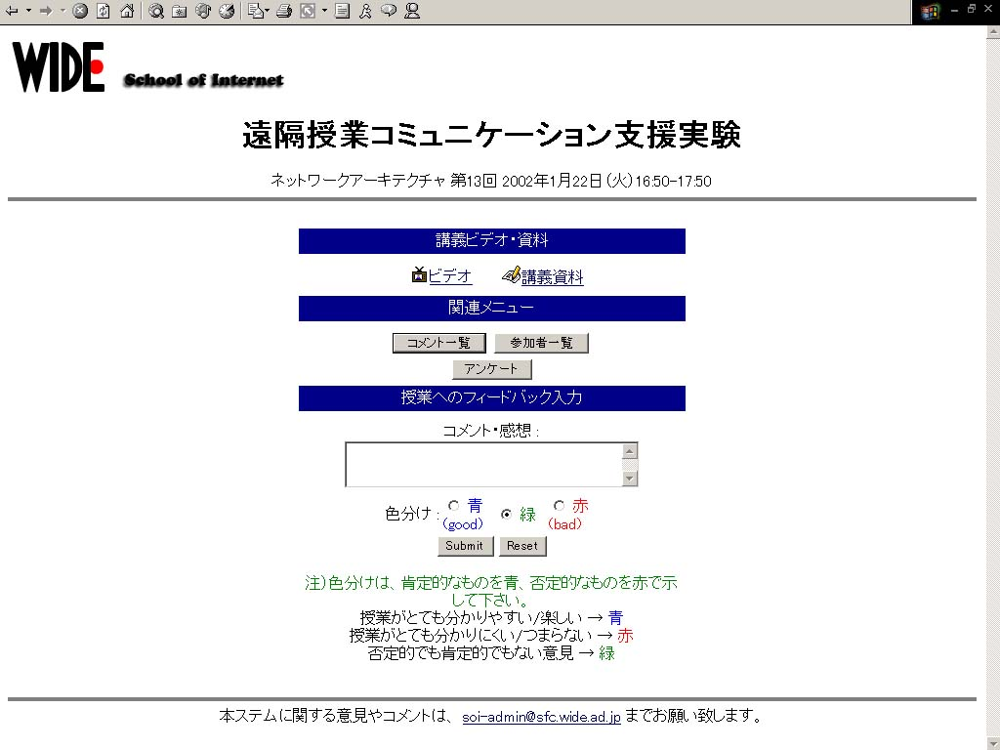 WIDE School of Internet
遠隔授業コミュニケーション支援実験
ネットワークアーキテクチャ 第13回 2002年1月22日(火)16:50-17:50
講義ビデオ・資料
ビデオ 講義資料
関連メニュー
コメント一覧 参加者一覧
アンケート
授業へのフィードバック入力
コメント・感想 :
色分け : 青 (good) 緑 赤 (bad)
Submit Reset
注)色分けは、肯定的なものを青、否定的なものを赤で示
して下さい。
授業がとても分かりやすい/楽しい → 青
授業がとても分かりにくい/つまらない → 赤
否定的でも肯定的でもない意見 → 緑
本ステムに関する意見やコメントは、 soi-admin@sfc.wide.ad.jp までお願い致します。